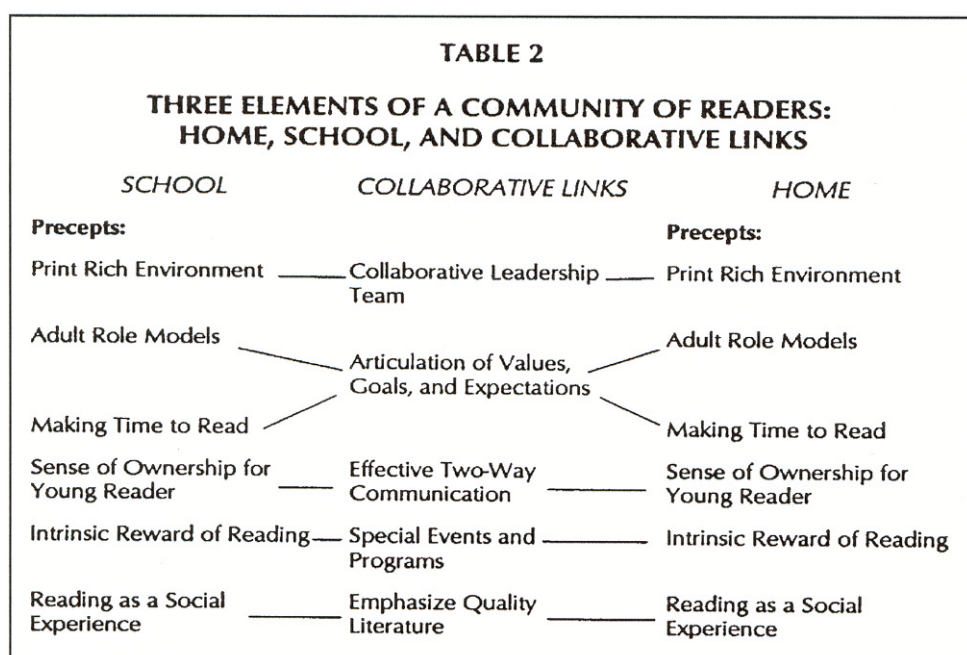 TABLE 2
THREE ELEMENTS OF A COMMUNITY OF READERS:
HOME, SCHOOL, AND COLLABORATIVE LINKS
SCHOOL COLLABORATIVE LINKS HOME
Precepts: Precepts:
Print Rich Environment Collaborative Leadership Print Rich Environment
Team
Adult Role Models Adult Role Models
Articulation of Values,
Goals, and Expectations
Making Time to Read Making Time to Read
Sense of Ownership for Effective Two-Way Sense of Ownership for
Young Reader Communication Young Reader
Intrinsic Reward of Reading Special Events and Intrinsic Reward of Reading
Programs
Reading as a Social Emphasize Quality Reading as a Social
Experience Literature Experience